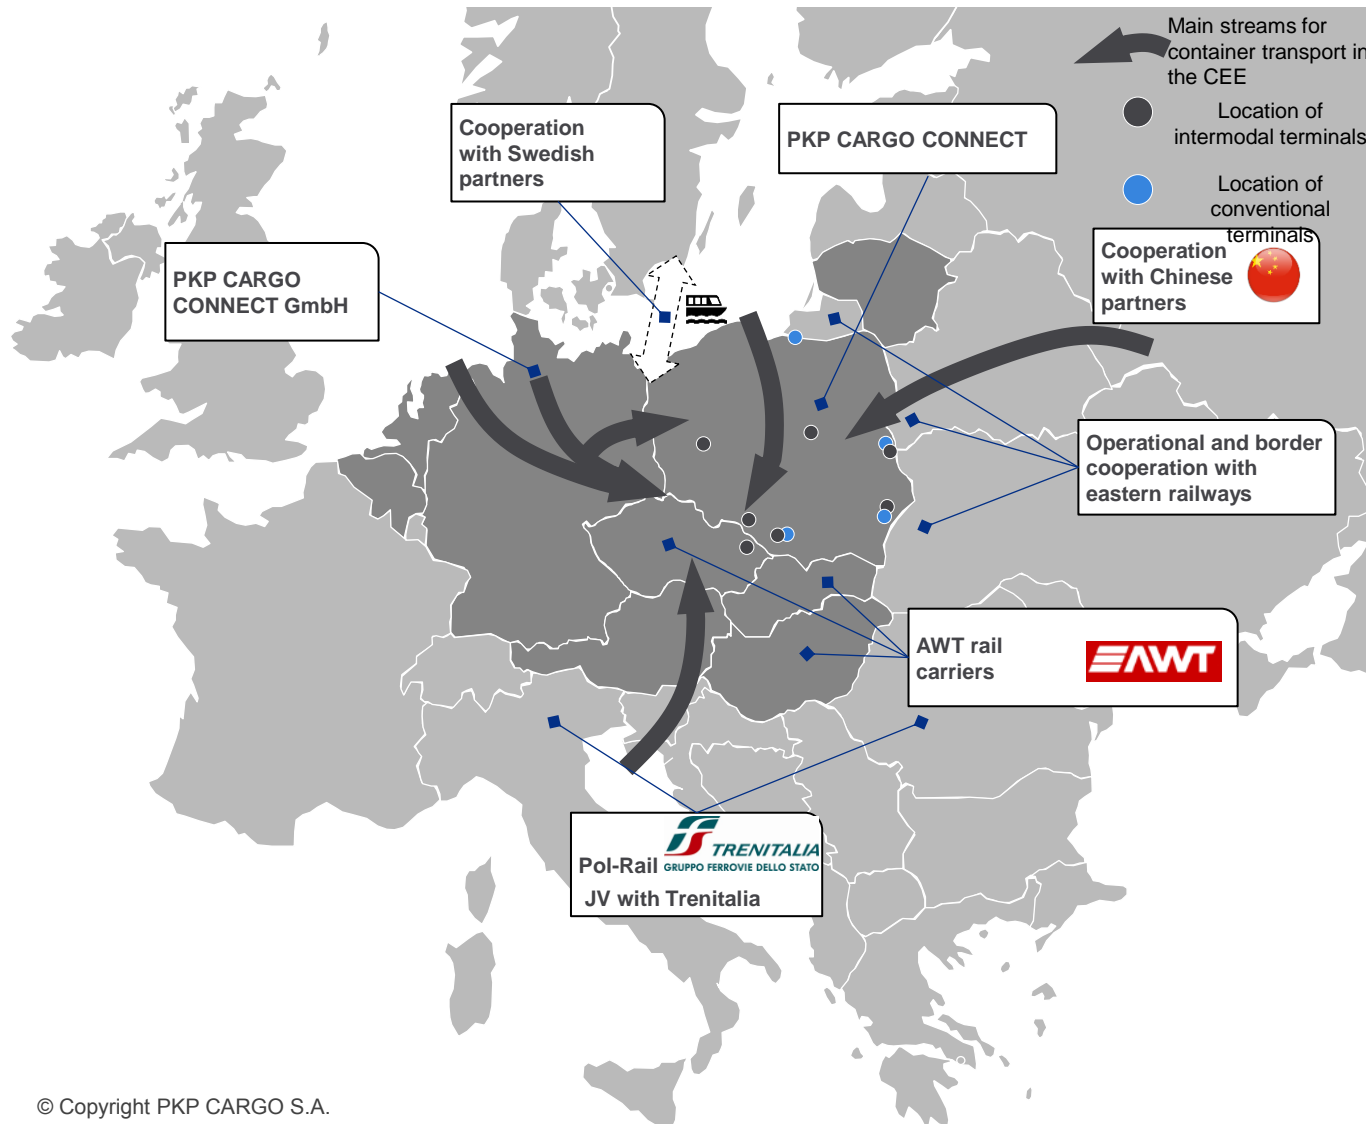 Main streams for
container transport in
the CEE
Location of
intermodal terminals
Location of
conventional
terminals
Cooperation
with Swedish
partners
PKP CARGO CONNECT
PKP CARGO
CONNECT GmbH
Cooperation
with Chinese
partners
Operational and border
cooperation with
eastern railways
AWT rail
carriers
AWT
Pol-Rail
TRENITALIA
GRUPPO FERROVIE DELLO STATO
JV with Trenitalia
© Copyright PKP CARGO S.A.